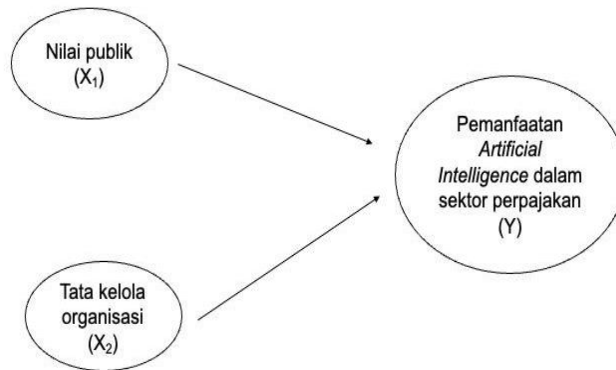 Nilai publik
(X₁)
Pemanfaatan
Artificial
Intelligence dalam
sektor perpajakan
(Y)
Tata kelola
organisasi
(X₂)